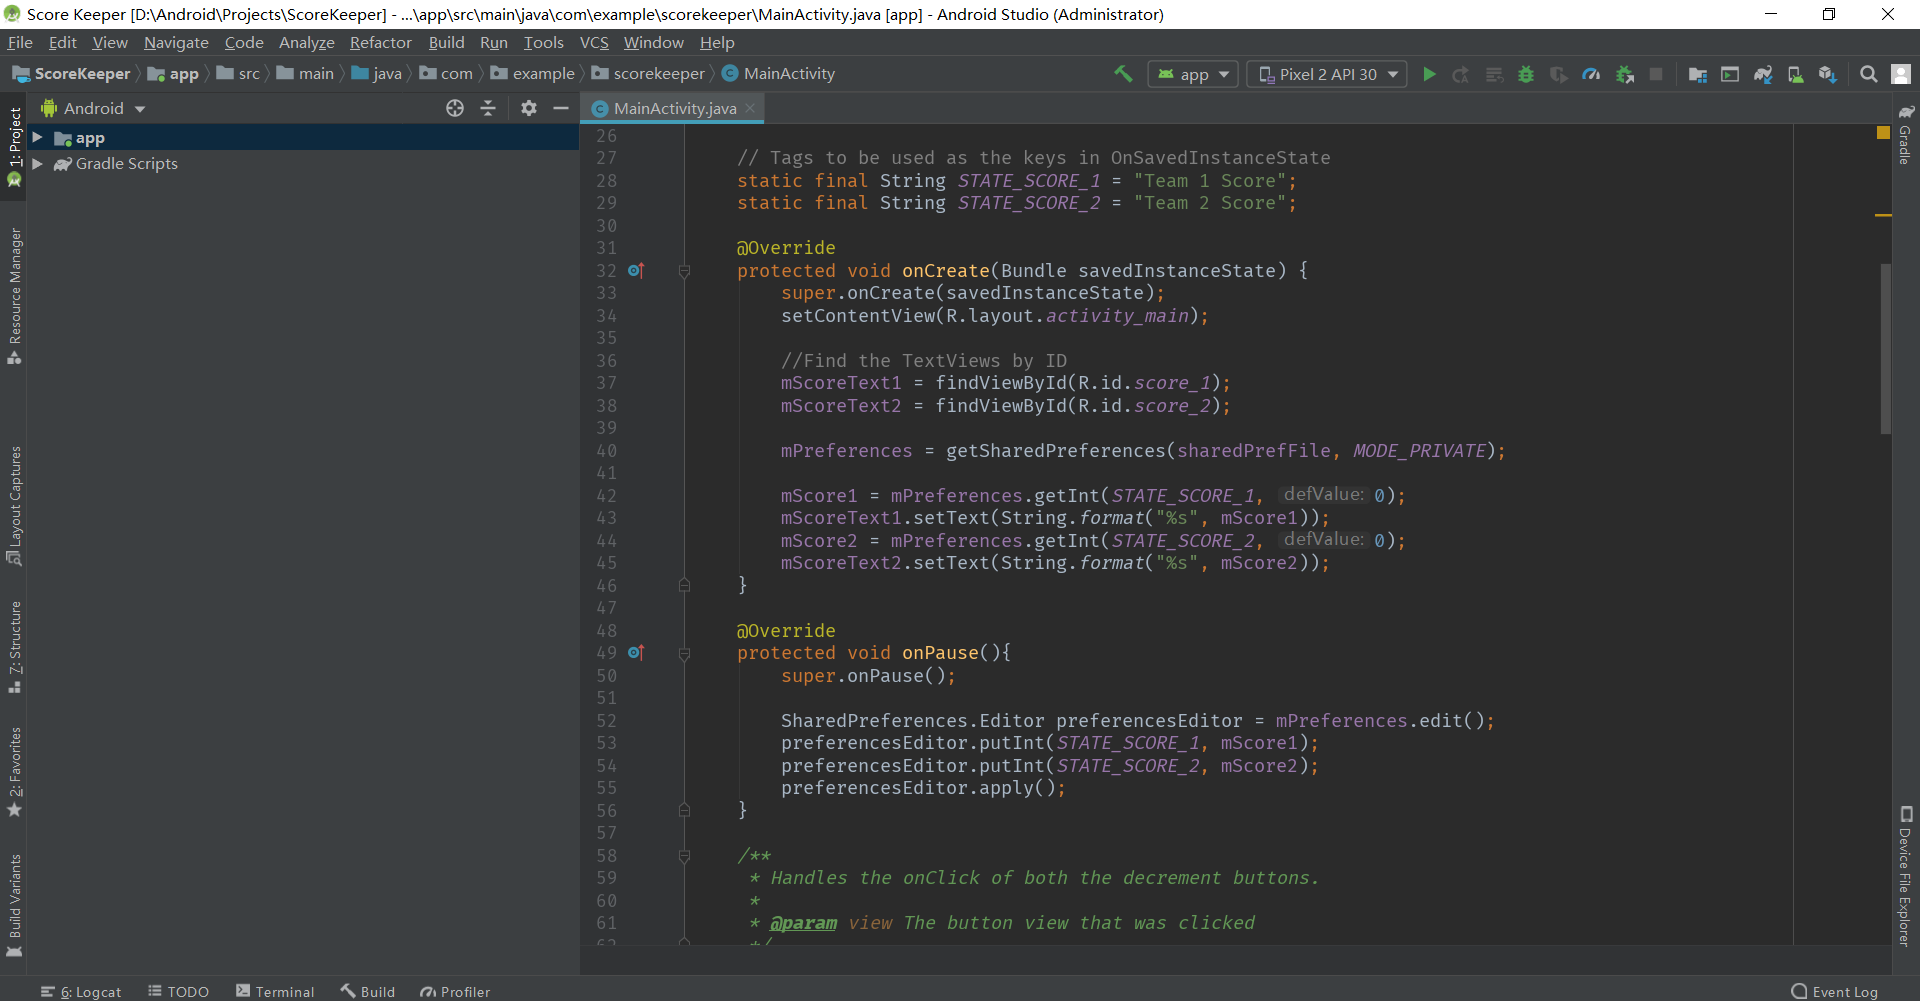 Score Keeper [D:\Android\Projects\ScoreKeeper] - ...\app\src\main\java\com\example\scorekeeper\MainActivity.java [app] - Android Studio (Administrator)
File Edit View Navigate Code Analyze Refactor Build Run Tools VCS Window Help
ScoreKeeper app src main java com example scorekeeper MainActivity app Pixel 2 API 30
Android
MainActivity.java
app
Gradle Scripts
1: Project
Resource Manager
Layout Captures
7: Structure
2: Favorites
Build Variants
26
27 // Tags to be used as the keys in OnSavedInstanceState
28 static final String STATE_SCORE_1 = "Team 1 Score";
29 static final String STATE_SCORE_2 = "Team 2 Score";
30
31 @Override
32 protected void onCreate(Bundle savedInstanceState) {
33 super.onCreate(savedInstanceState);
34 setContentView(R.layout.activity_main);
35
36 //Find the TextViews by ID
37 mScoreText1 = findViewById(R.id.score_1);
38 mScoreText2 = findViewById(R.id.score_2);
39
40 mPreferences = getSharedPreferences(sharedPrefFile, MODE_PRIVATE);
41
42 mScore1 = mPreferences.getInt(STATE_SCORE_1, defValue: 0);
43 mScoreText1.setText(String.format("%s", mScore1));
44 mScore2 = mPreferences.getInt(STATE_SCORE_2, defValue: 0);
45 mScoreText2.setText(String.format("%s", mScore2));
46 }
47
48 @Override
49 protected void onPause(){
50 super.onPause();
51
52 SharedPreferences.Editor preferencesEditor = mPreferences.edit();
53 preferencesEditor.putInt(STATE_SCORE_1, mScore1);
54 preferencesEditor.putInt(STATE_SCORE_2, mScore2);
55 preferencesEditor.apply();
56 }
57
58 /**
59 * Handles the onClick of both the decrement buttons.
60 *
61 * @param view The button view that was clicked
62 */
Gradle
Device File Explorer
6: Logcat TODO Terminal Build Profiler Event Log